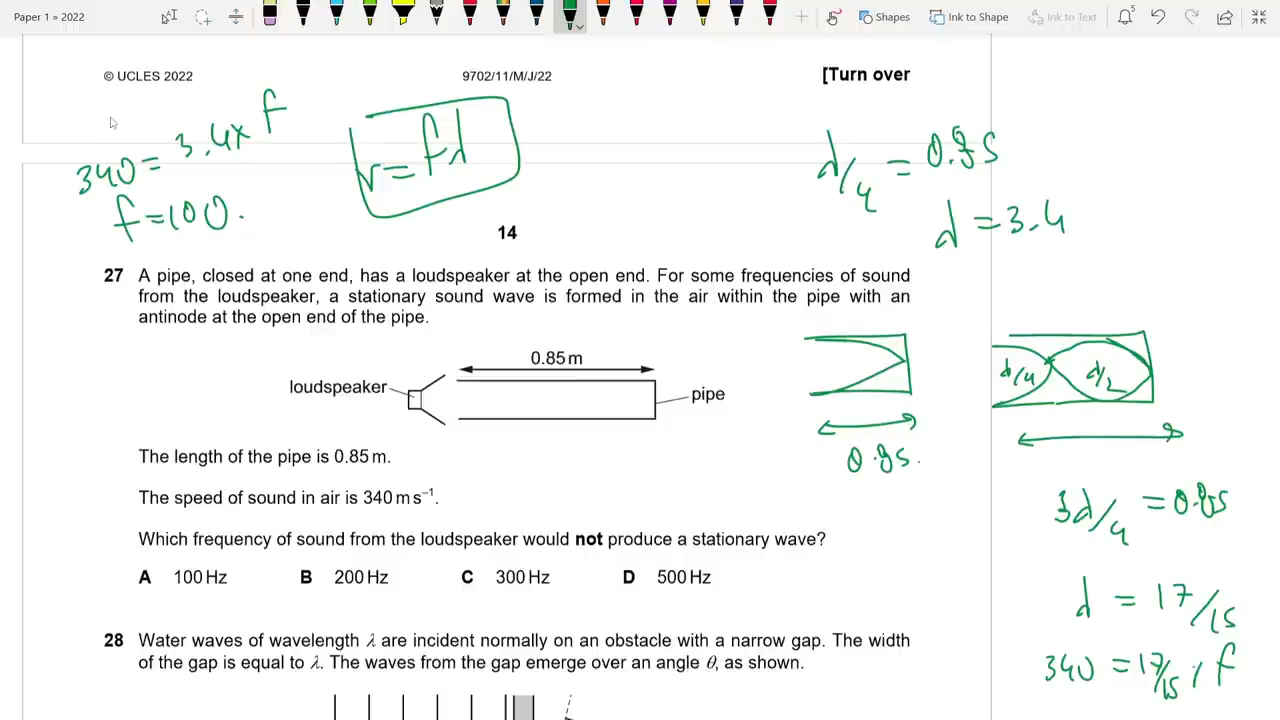 Paper 1 » 2022
Shapes
Ink to Shape
Ink to Text
5
© UCLES 2022
9702/11/M/J/22
[Turn over
340 = 3.4 x f
f = 100.
v = fλ
λ/4 = 0.85
λ = 3.4
14
27 A pipe, closed at one end, has a loudspeaker at the open end. For some frequencies of sound
from the loudspeaker, a stationary sound wave is formed in the air within the pipe with an
antinode at the open end of the pipe.
0.85 m
loudspeaker
pipe
0.85.
λ/4
λ/2
The length of the pipe is 0.85 m.
The speed of sound in air is 340 m s⁻¹.
Which frequency of sound from the loudspeaker would not produce a stationary wave?
A 100 Hz B 200 Hz C 300 Hz D 500 Hz
3λ/4 = 0.85
λ = 17/15
340 = 17/15 x f
28 Water waves of wavelength λ are incident normally on an obstacle with a narrow gap. The width
of the gap is equal to λ. The waves from the gap emerge over an angle θ, as shown.